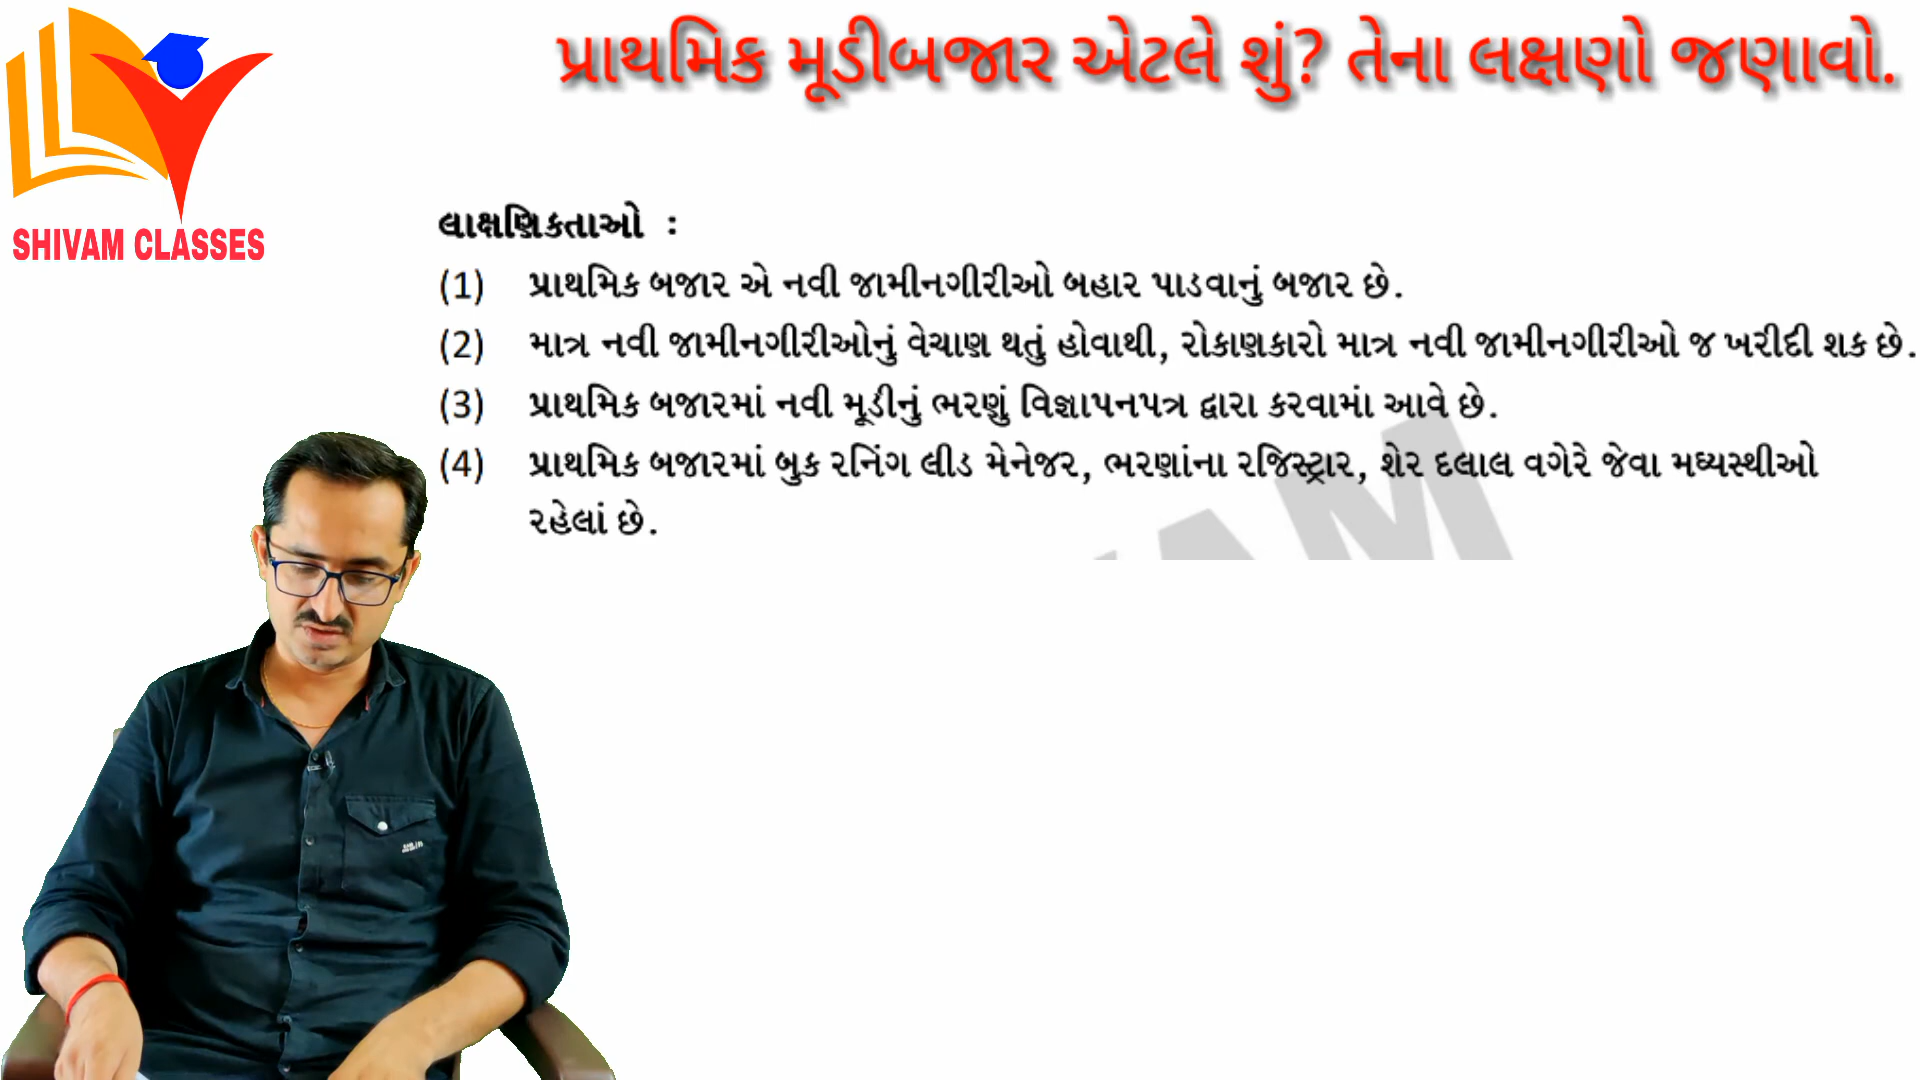 પ્રાથમિક મૂડીબજાર એટલે શું? તેના લક્ષણો જણાવો.
SHIVAM CLASSES
લાક્ષણિકતાઓ :
(1) પ્રાથમિક બજાર એ નવી જામીનગીરીઓ બહાર પાડવાનું બજાર છે.
(2) માત્ર નવી જામીનગીરીઓનું વેચાણ થતું હોવાથી, રોકાણકારો માત્ર નવી જામીનગીરીઓ જ ખરીદી શક છે.
(3) પ્રાથમિક બજારમાં નવી મૂડીનું ભરણું વિજ્ઞાપનપત્ર દ્વારા કરવામાં આવે છે.
(4) પ્રાથમિક બજારમાં બુક રનિંગ લીડ મેનેજર, ભરણાંના રજિસ્ટ્રાર, શેર દલાલ વગેરે જેવા મધ્યસ્થીઓ
રહેલાં છે.